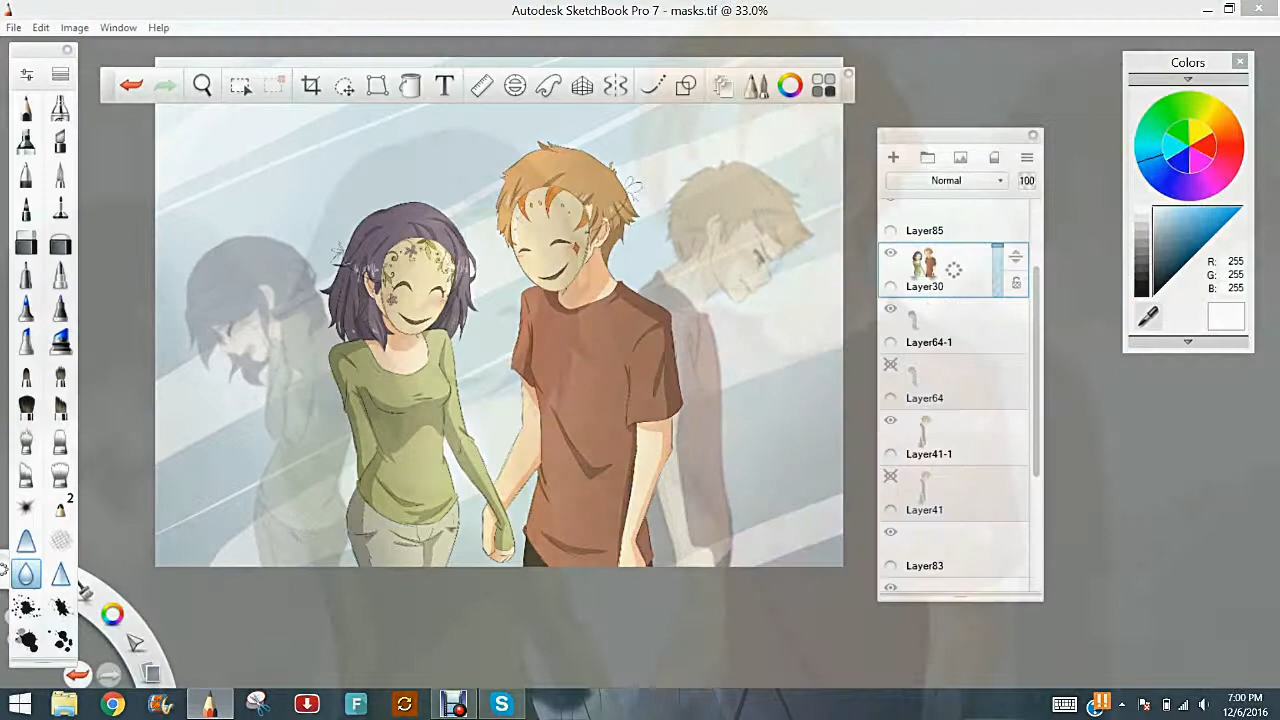 Autodesk SketchBook Pro 7 - masks.tif @ 33.0%
File Edit Image Window Help
T
Colors
Normal 100
Layer85
Layer30
Layer64-1
Layer64
Layer41-1
Layer41
Layer83
R: 255
G: 255
B: 255
2
F
S
7:00 PM
12/6/2016